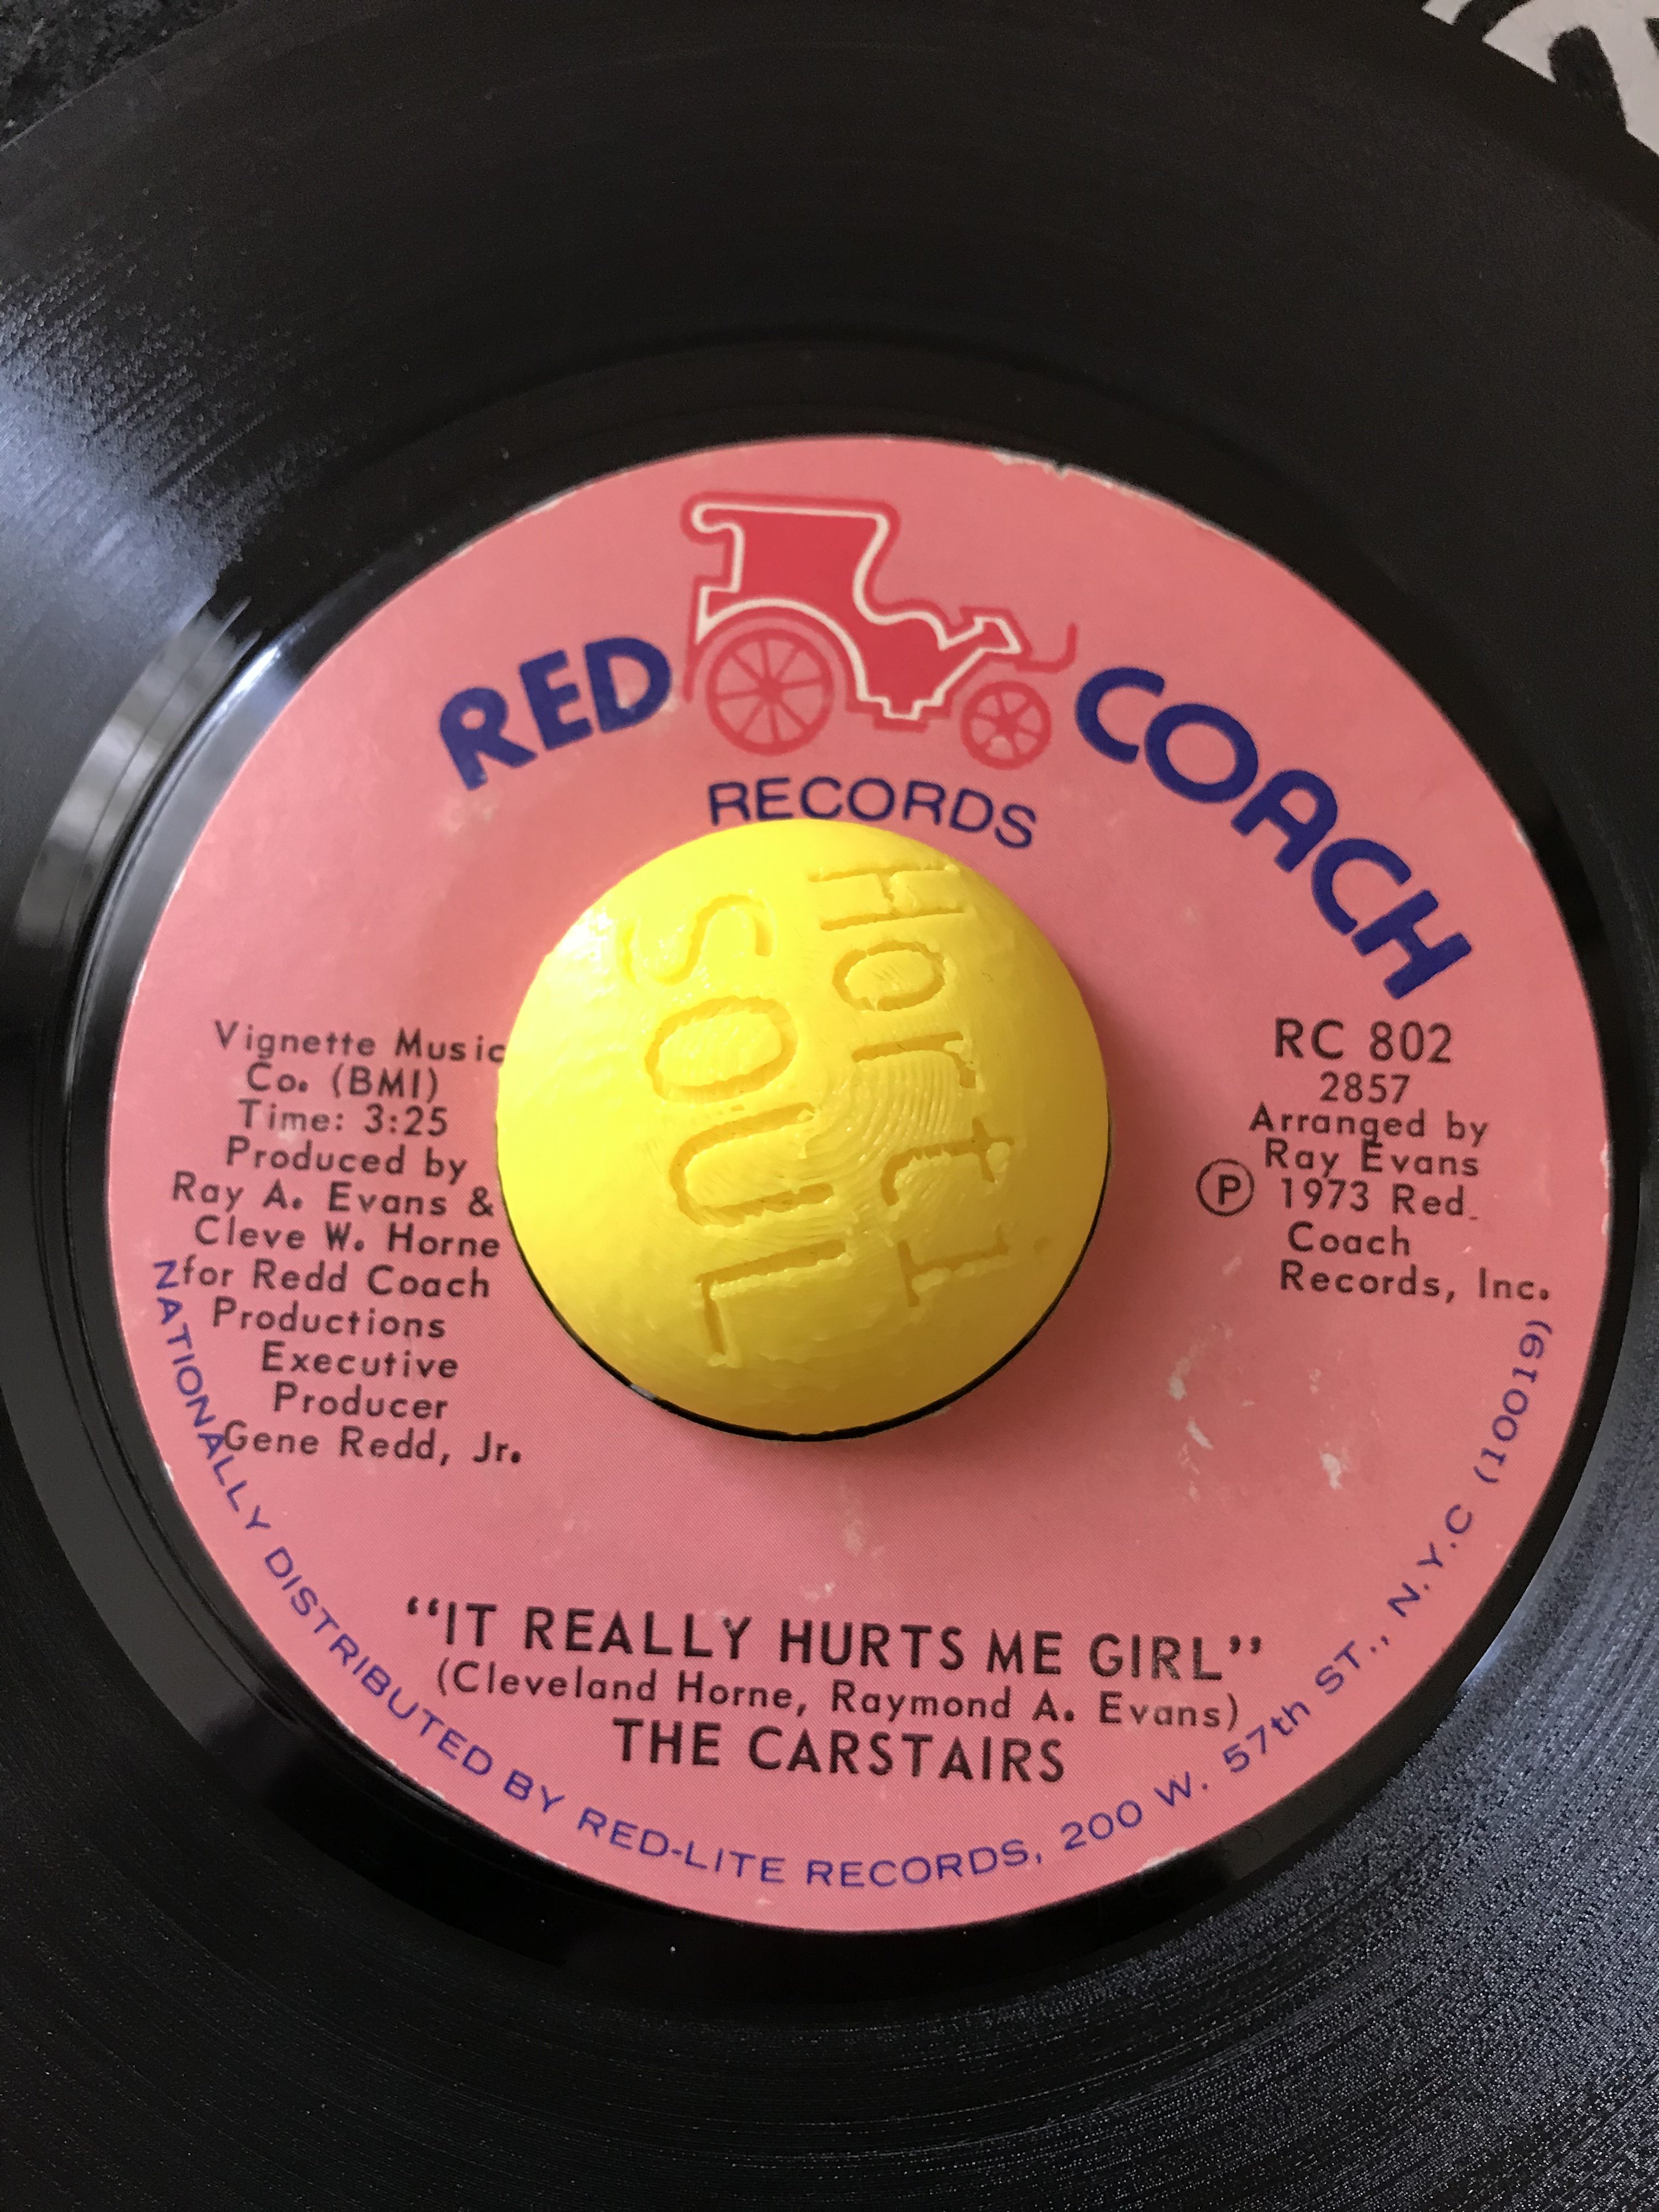 RED COACH
RECORDS
Horti
SOUL
Vignette Music
Co. (BMI)
Time: 3:25
Produced by
Ray A. Evans &
Cleve W. Horne
for Redd Coach
Productions
Executive
Producer
Gene Redd, Jr.
RC 802
2857
Arranged by
Ray Evans
Ⓟ 1973 Red
Coach
Records, Inc.
“IT REALLY HURTS ME GIRL”
(Cleveland Horne, Raymond A. Evans)
THE CARSTAIRS
NATIONALLY DISTRIBUTED BY RED-LITE RECORDS, 200 W. 57th ST., N.Y.C (10019)